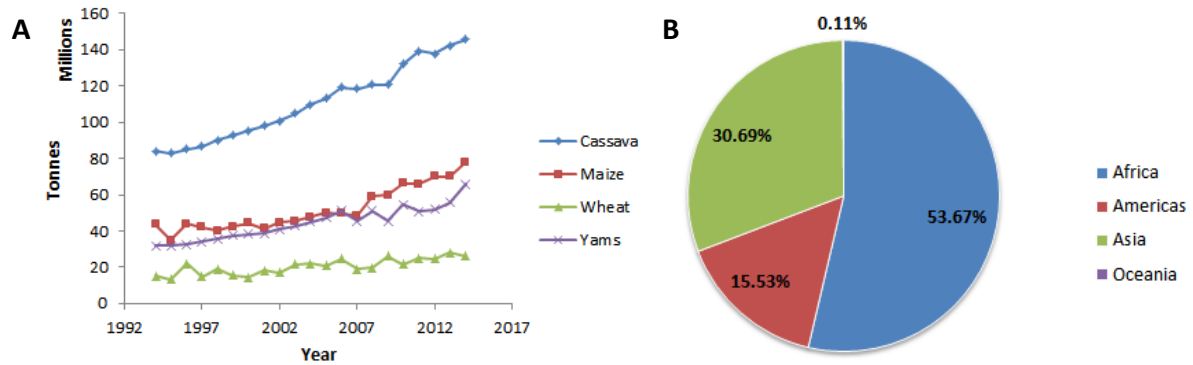 A
Millions
Tonnes
160
140
120
100
80
60
40
20
0
1992
1997
2002
2007
2012
2017
Year
Cassava
Maize
Wheat
Yams
B
0.11%
30.69%
53.67%
15.53%
Africa
Americas
Asia
Oceania